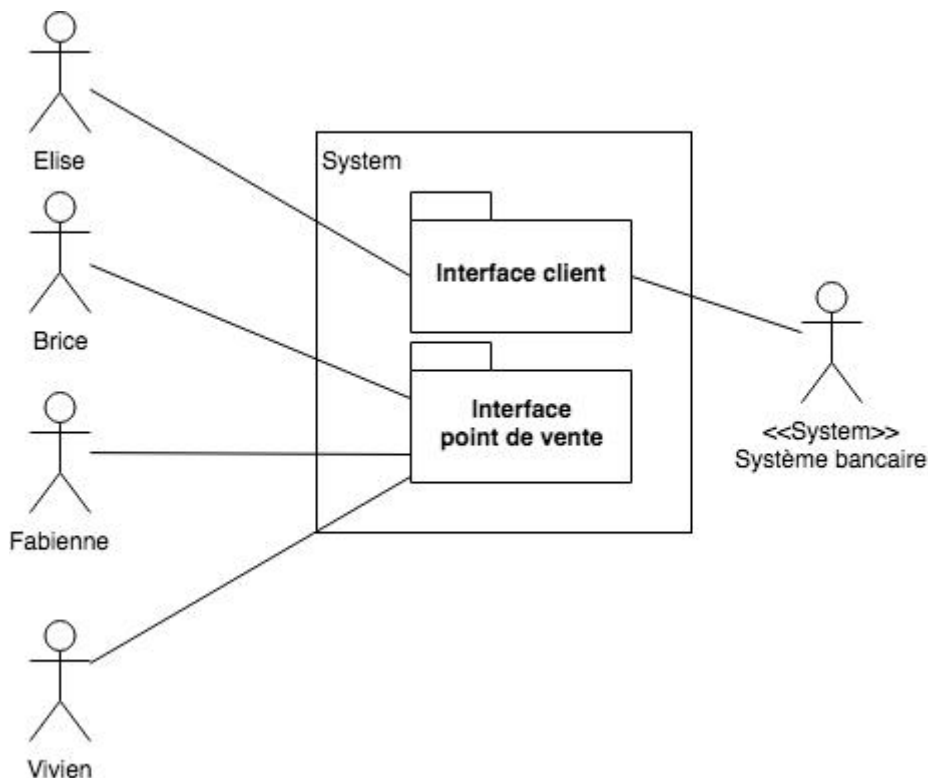 Elise
System
Interface client
Brice
Interface
point de vente
<<System>>
Système bancaire
Fabienne
Vivien